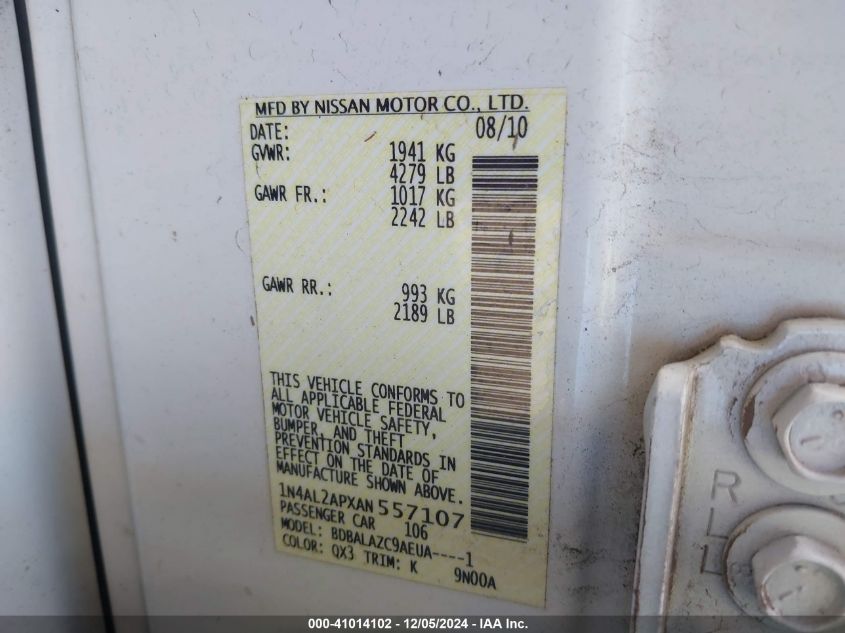 MFD BY NISSAN MOTOR CO., LTD.
DATE: 08/10
GVWR: 1941 KG
4279 LB
GAWR FR.: 1017 KG
2242 LB
GAWR RR.: 993 KG
2189 LB
THIS VEHICLE CONFORMS TO
ALL APPLICABLE FEDERAL
MOTOR VEHICLE SAFETY,
BUMPER, AND THEFT
PREVENTION STANDARDS IN
EFFECT ON THE DATE OF
MANUFACTURE SHOWN ABOVE.
1N4AL2APXAN557107
PASSENGER CAR 106
MODEL: BDBALAZC9AEUA----1
COLOR: QX3 TRIM: K 9N00A
RLL
000-41014102 - 12/05/2024 - IAA Inc.